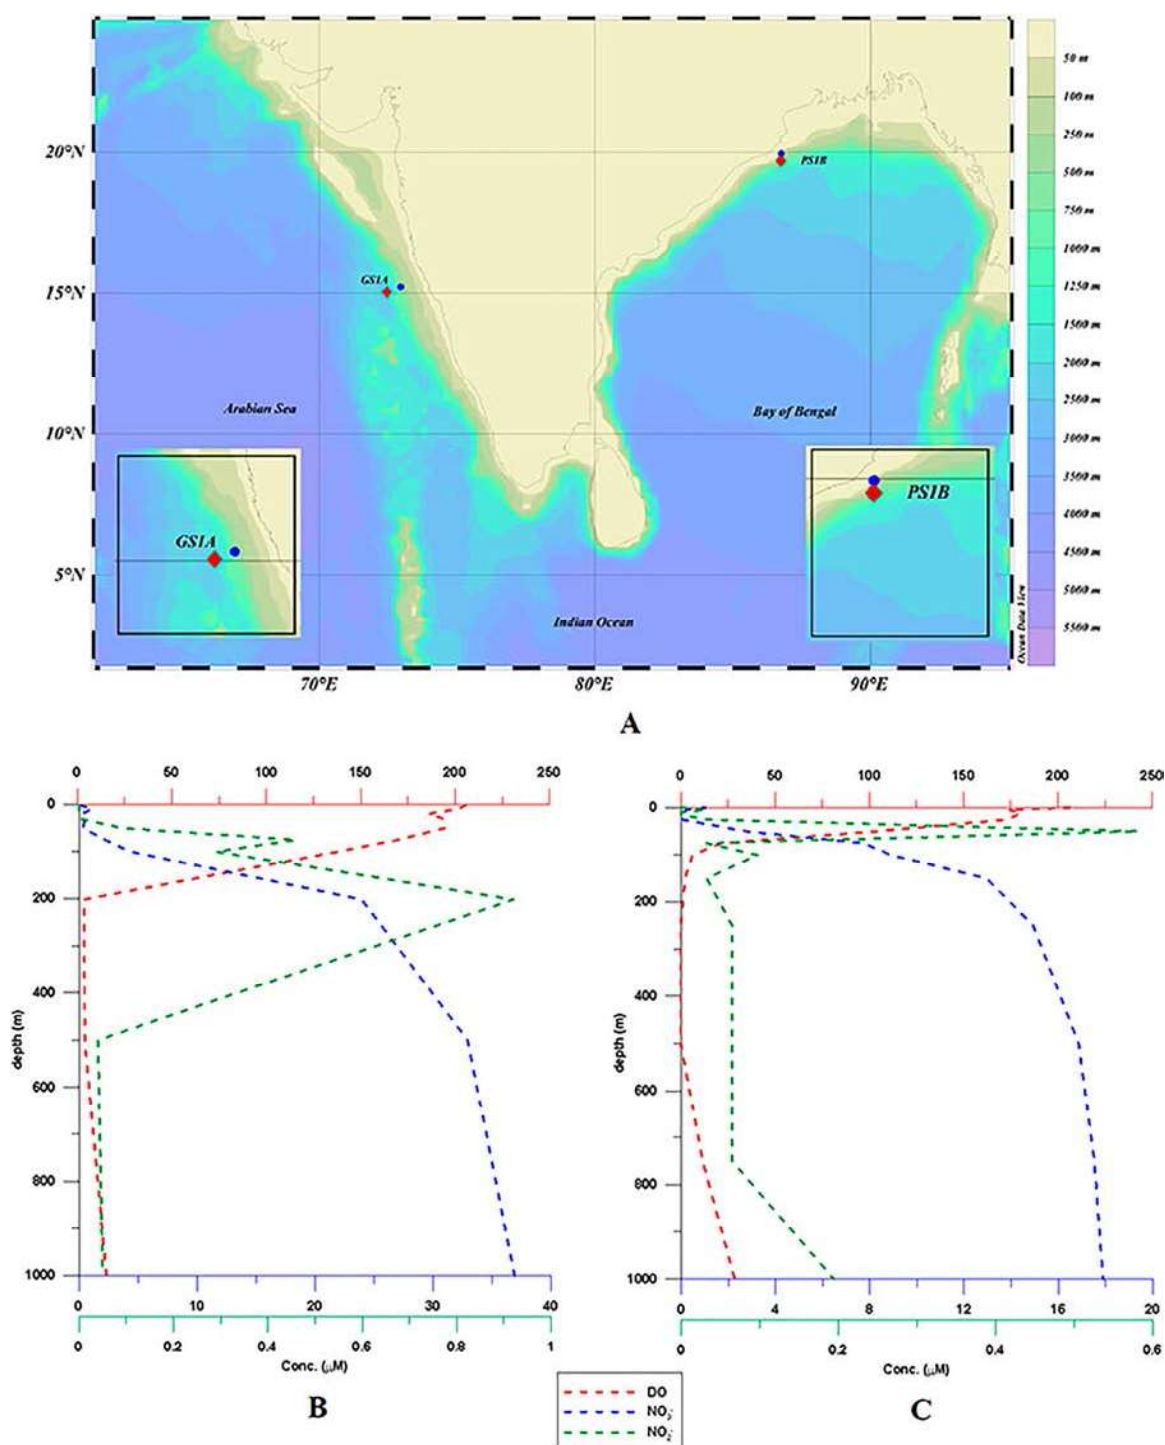 50 m
100 m
250 m
500 m
750 m
1000 m
1250 m
1500 m
2000 m
2500 m
3000 m
3500 m
4000 m
4500 m
5000 m
5500 m
Ocean Data View
20°N
15°N
10°N
5°N
PSIB
GSIA
Arabian Sea
Bay of Bengal
GSIA
PSIB
Indian Ocean
70°E 80°E 90°E
A
0 50 100 150 200 250
0
200
400
600
800
1000
depth (m)
0 10 20 30 40
0 0.2 0.4 0.6 0.8 1
Conc. (µM)
B
0 50 100 150 200 250
0
200
400
600
800
1000
depth (m)
0 4 8 12 16 20
0 0.2 0.4 0.6
Conc. (µM)
C
DO
NO₃⁻
NO₂⁻